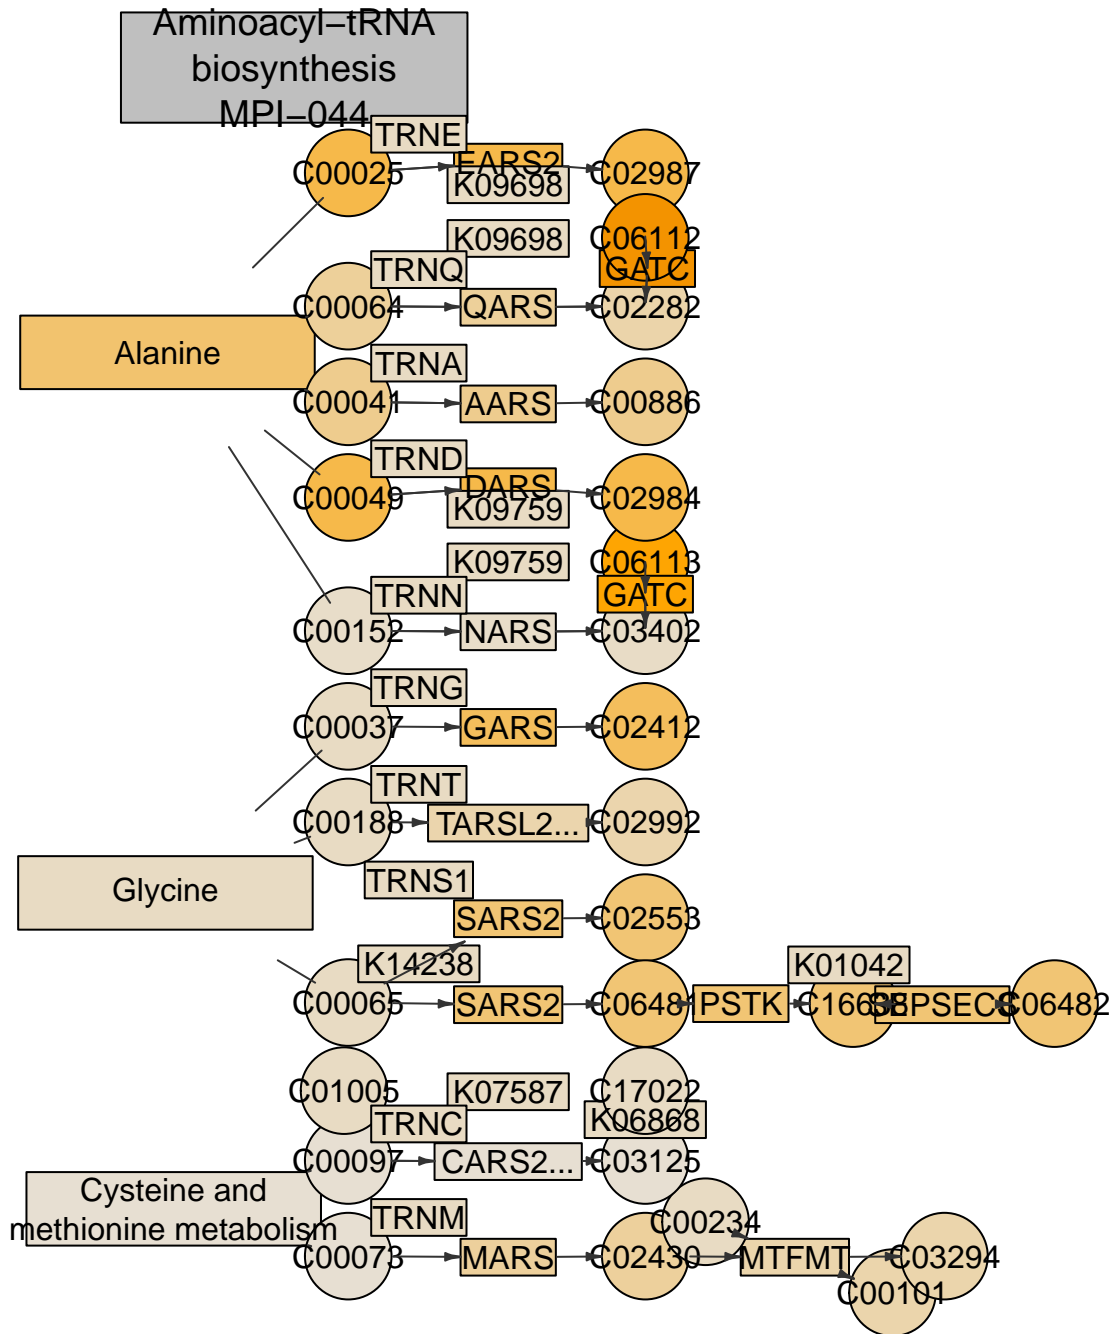 Aminoacyl−tRNA
biosynthesis
MPI−044
TRNE
C00025
EARS2
K09698
C02987
K09698
C06112
TRNQ
GATC
C00064
QARS
C02282
Alanine
TRNA
C00041
AARS
C00886
TRND
C00049
DARS
K09759
C02984
K09759
C06113
TRNN
GATC
C00152
NARS
C03402
TRNG
C00037
GARS
C02412
TRNT
C00188
TARSL2...
C02992
Glycine
TRNS1
SARS2
C02553
K14238
K01042
C00065
SARS2
C06481
PSTK
SEPSECS
C06482
C01005
K07587
C17022
TRNC
K06868
C00097
CARS2...
C03125
Cysteine and
methionine metabolism
TRNM
C00234
C00073
MARS
C02430
MTFMT
C03294
C00101